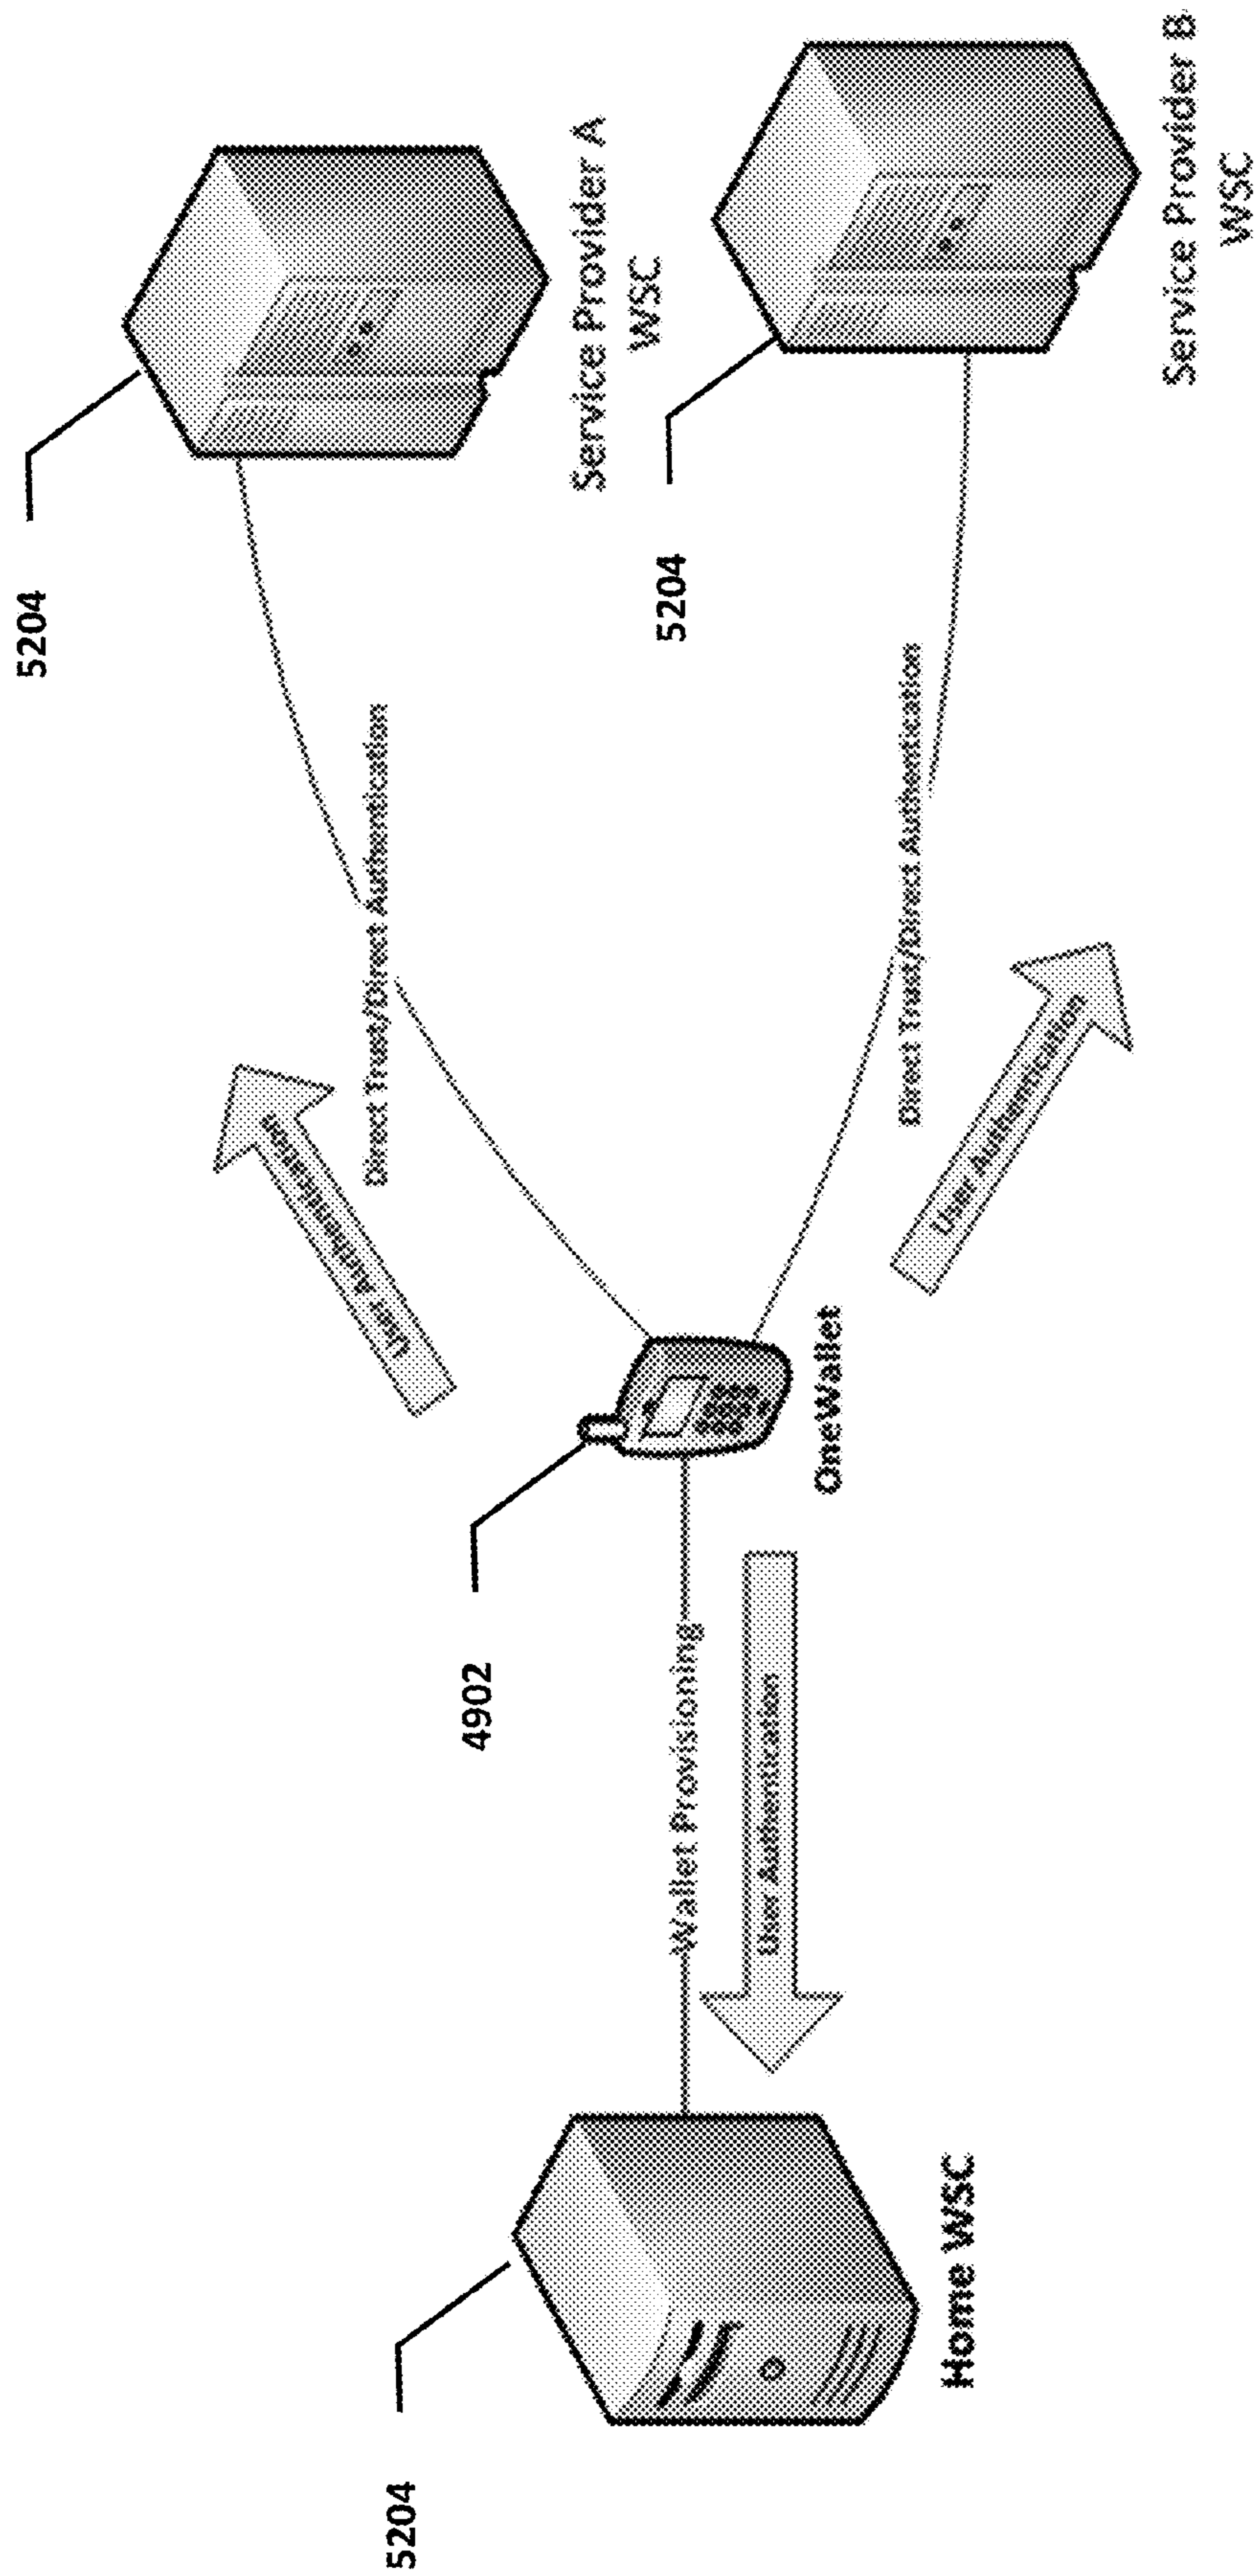 5204
Service Provider A
WSC
5204
Service Provider B
WSC
Direct Trust/Direct Authentication
User Authentication
Direct Trust/Direct Authentication
User Authentication
4902
OneWallet
Wallet Provisioning
User Authentication
5204
Home WSC